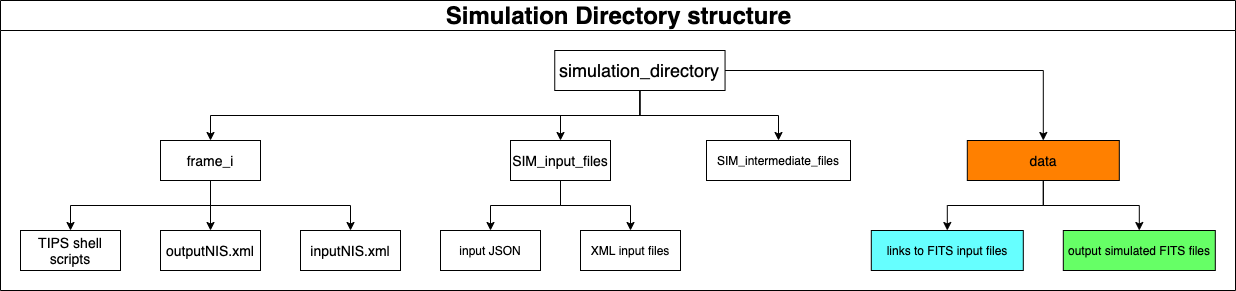 Simulation Directory structure
simulation_directory
frame_i
SIM_input_files
SIM_intermediate_files
data
TIPS shell
scripts
outputNIS.xml
inputNIS.xml
input JSON
XML input files
links to FITS input files
output simulated FITS files